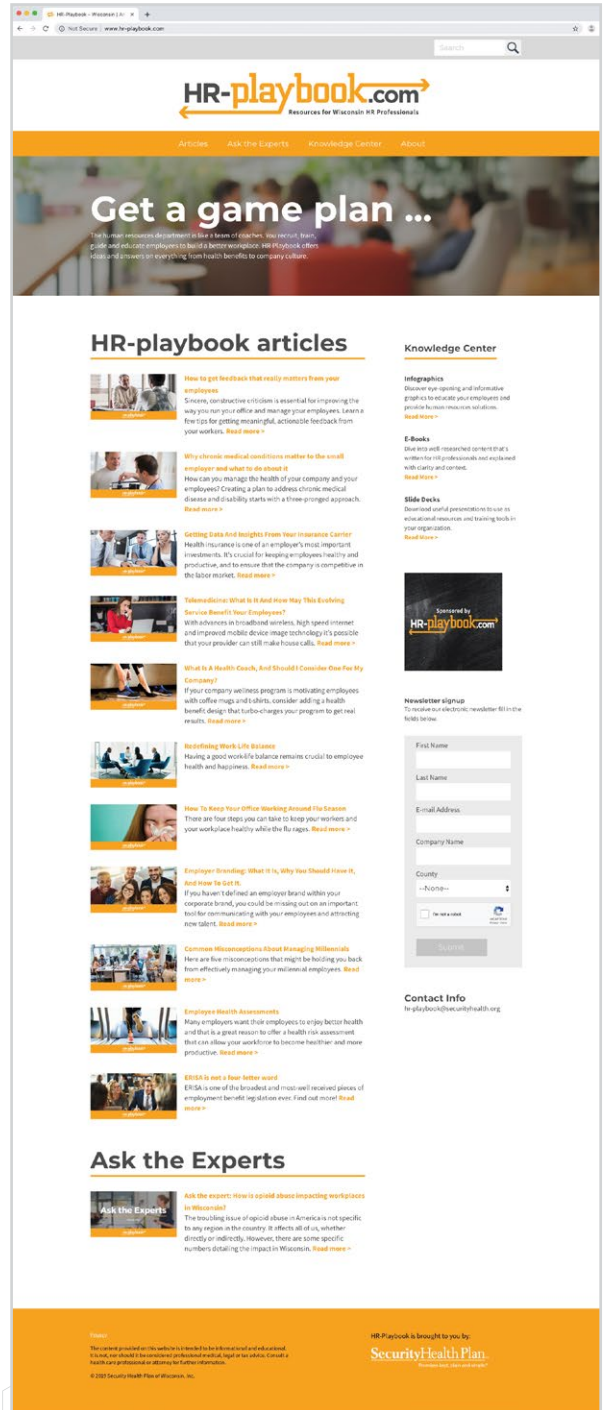 HR-Playbook – Wisconsin | An
Not Secure | www.hr-playbook.com
Search
HR-playbook.com
Resources for Wisconsin HR Professionals
Articles Ask the Experts Knowledge Center About
Get a game plan ...
The human resources department is like a team of coaches. You recruit, train,
guide and educate employees to build a better workplace. HR Playbook offers
ideas and answers on everything from health benefits to company culture.
HR-playbook articles
How to get feedback that really matters from your
employees
Sincere, constructive criticism is essential for improving the
way you run your office and manage your employees. Learn a
few tips for getting meaningful, actionable feedback from
your workers. Read more >
Why chronic medical conditions matter to the small
employer and what to do about it
How can you manage the health of your company and your
employees? Creating a plan to address chronic medical
disease and disability starts with a three-pronged approach.
Read more >
Getting Data And Insights From Your Insurance Carrier
Health insurance is one of an employer's most important
investments. It's crucial for keeping employees healthy and
productive, and to ensure that the company is competitive in
the labor market. Read more >
Telemedicine: What Is It And How May This Evolving
Service Benefit Your Employees?
With advances in broadband wireless, high speed internet
and improved mobile device image technology it's possible
that your provider can still make house calls. Read more >
What Is A Health Coach, And Should I Consider One For My
Company?
If your company wellness program is motivating employees
with coffee mugs and t-shirts, consider adding a health
benefit design that turbo-charges your program to get real
results. Read more >
Redefining Work-Life Balance
Having a good work-life balance remains crucial to employee
health and happiness. Read more >
How To Keep Your Office Working Around Flu Season
There are four steps you can take to keep your workers and
your workplace healthy while the flu rages. Read more >
Employer Branding: What It Is, Why You Should Have It,
And How To Get It.
If you haven't defined an employer brand within your
corporate brand, you could be missing out on an important
tool for communicating with your employees and attracting
new talent. Read more >
Common Misconceptions About Managing Millennials
Here are five misconceptions that might be holding you back
from effectively managing your millennial employees. Read
more >
Employee Health Assessments
Many employers want their employees to enjoy better health
and that is a great reason to offer a health risk assessment
that can allow your workforce to become healthier and more
productive. Read more >
ERISA is not a four-letter word
ERISA is one of the broadest and most-well received pieces of
employment benefit legislation ever. Find out more! Read
more >
Ask the Experts
Ask the Experts
Ask the expert: How is opioid abuse impacting workplaces
in Wisconsin?
The troubling issue of opioid abuse in America is not specific
to any region in the country. It affects all of us, whether
directly or indirectly. However, there are some specific
numbers detailing the impact in Wisconsin. Read more >
Knowledge Center
Infographics
Discover eye-opening and informative
graphics to educate your employees and
provide human resources solutions.
Read More >
E-Books
Dive into well researched content that's
written for HR professionals and explained
with clarity and context.
Read More >
Slide Decks
Download useful presentations to use as
educational resources and training tools in
your organization.
Read More >
Sponsored by
HR-playbook.com
Newsletter signup
To receive our electronic newsletter fill in the
fields below.
First Name
Last Name
E-mail Address
Company Name
County
--None--
I'm not a robot
Submit
Contact Info
hr-playbook@securityhealth.org
The content provided on this website is intended to be informational and educational.
It is not, nor should it be considered professional medical, legal or tax advice. Consult a
health care professional or attorney for further information.
© 2019 Security Health Plan of Wisconsin, Inc.
HR-Playbook is brought to you by:
SecurityHealth Plan